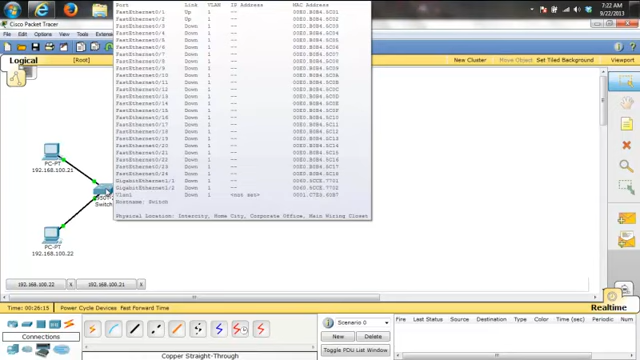 7:22 AM
9/22/2013
Cisco Packet Tracer
File Edit Options View Tools Exten
Logical [Root] New Cluster Move Object Set Tiled Background
Port Link VLAN IP Address MAC Address
FastEthernet0/1 Up 1 --
FastEthernet0/2 Up 1 --
FastEthernet0/3 Down 1 --
FastEthernet0/4 Down 1 --
FastEthernet0/5 Down 1 --
FastEthernet0/6 Down 1 --
FastEthernet0/7 Down 1 --
FastEthernet0/8 Down 1 --
FastEthernet0/9 Down 1 --
FastEthernet0/10 Down 1 --
FastEthernet0/11 Down 1 --
FastEthernet0/12 Down 1 --
FastEthernet0/13 Down 1 --
FastEthernet0/14 Down 1 --
FastEthernet0/15 Down 1 --
FastEthernet0/16 Down 1 --
FastEthernet0/17 Down 1 --
FastEthernet0/18 Down 1 --
FastEthernet0/19 Down 1 --
FastEthernet0/20 Down 1 --
FastEthernet0/21 Down 1 --
FastEthernet0/22 Down 1 --
FastEthernet0/23 Down 1 --
FastEthernet0/24 Down 1 --
GigabitEthernet1/1 Down 1 --
GigabitEthernet1/2 Down 1 --
Vlan1 Down 1 <not set>
Hostname: Switch
Physical Location: Intercity, Home City, Corporate Office, Main Wiring Closet
PC-PT
192.168.100.21
Switch
PC-PT
192.168.100.22
192.168.100.22 X 192.168.100.21 X
Time: 00:26:15 Power Cycle Devices Fast Forward Time Realtime
Connections
Copper Straight-Through
Scenario 0
New Delete
Toggle PDU List Window
Fire Last Status Source Destination Type Color Time (sec) Periodic Num